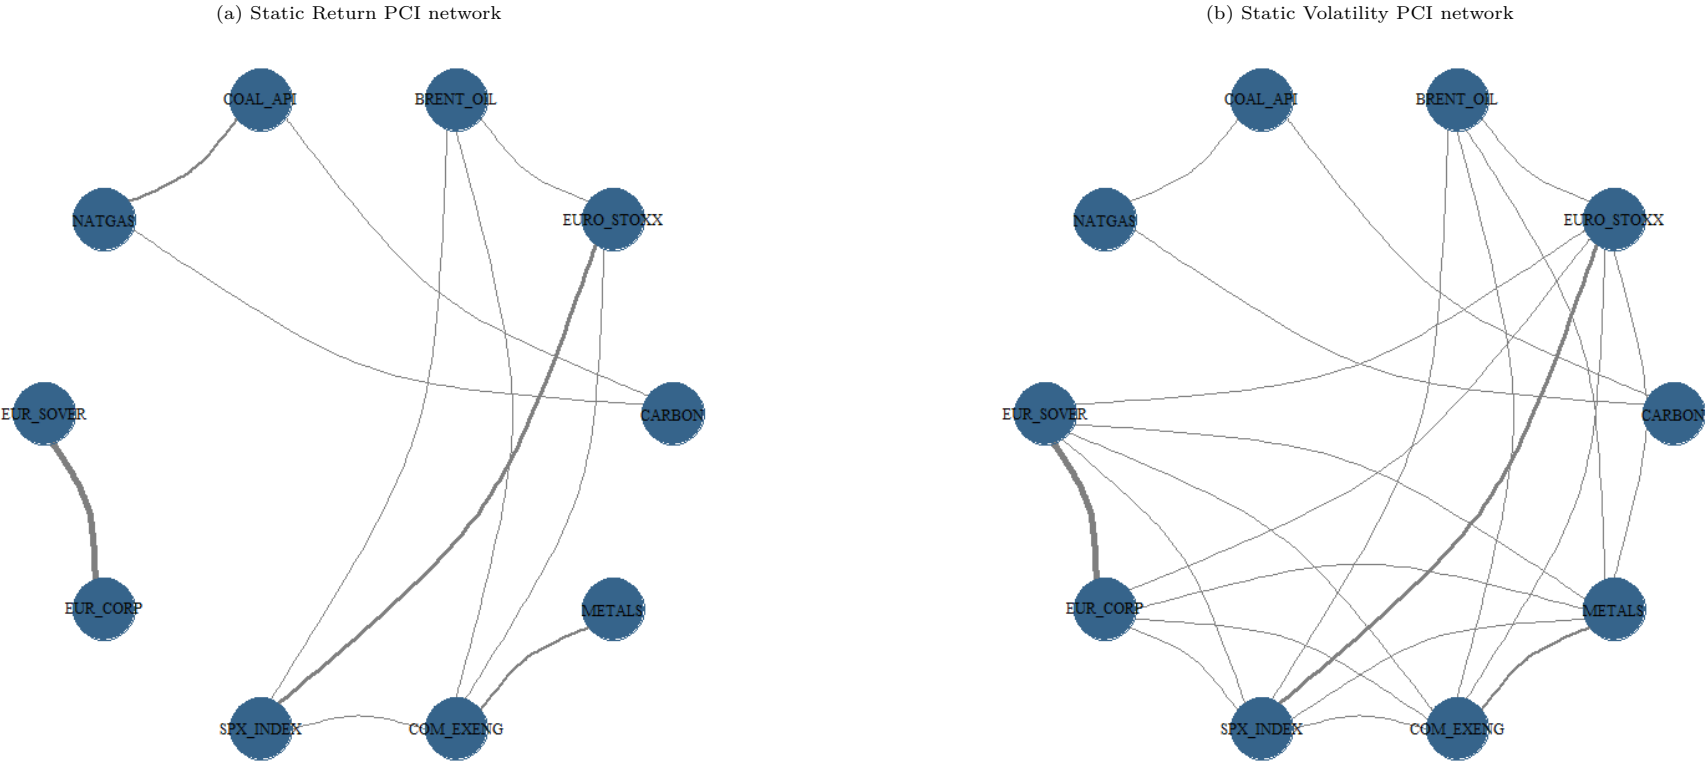 (a) Static Return PCI network
(b) Static Volatility PCI network
COAL_API
BRENT_OIL
NATGAS
EURO_STOXX
EUR_SOVER
CARBON
EUR_CORP
METALS
SPX_INDEX
COM_EXENG
COAL_API
BRENT_OIL
NATGAS
EURO_STOXX
EUR_SOVER
CARBON
EUR_CORP
METALS
SPX_INDEX
COM_EXENG